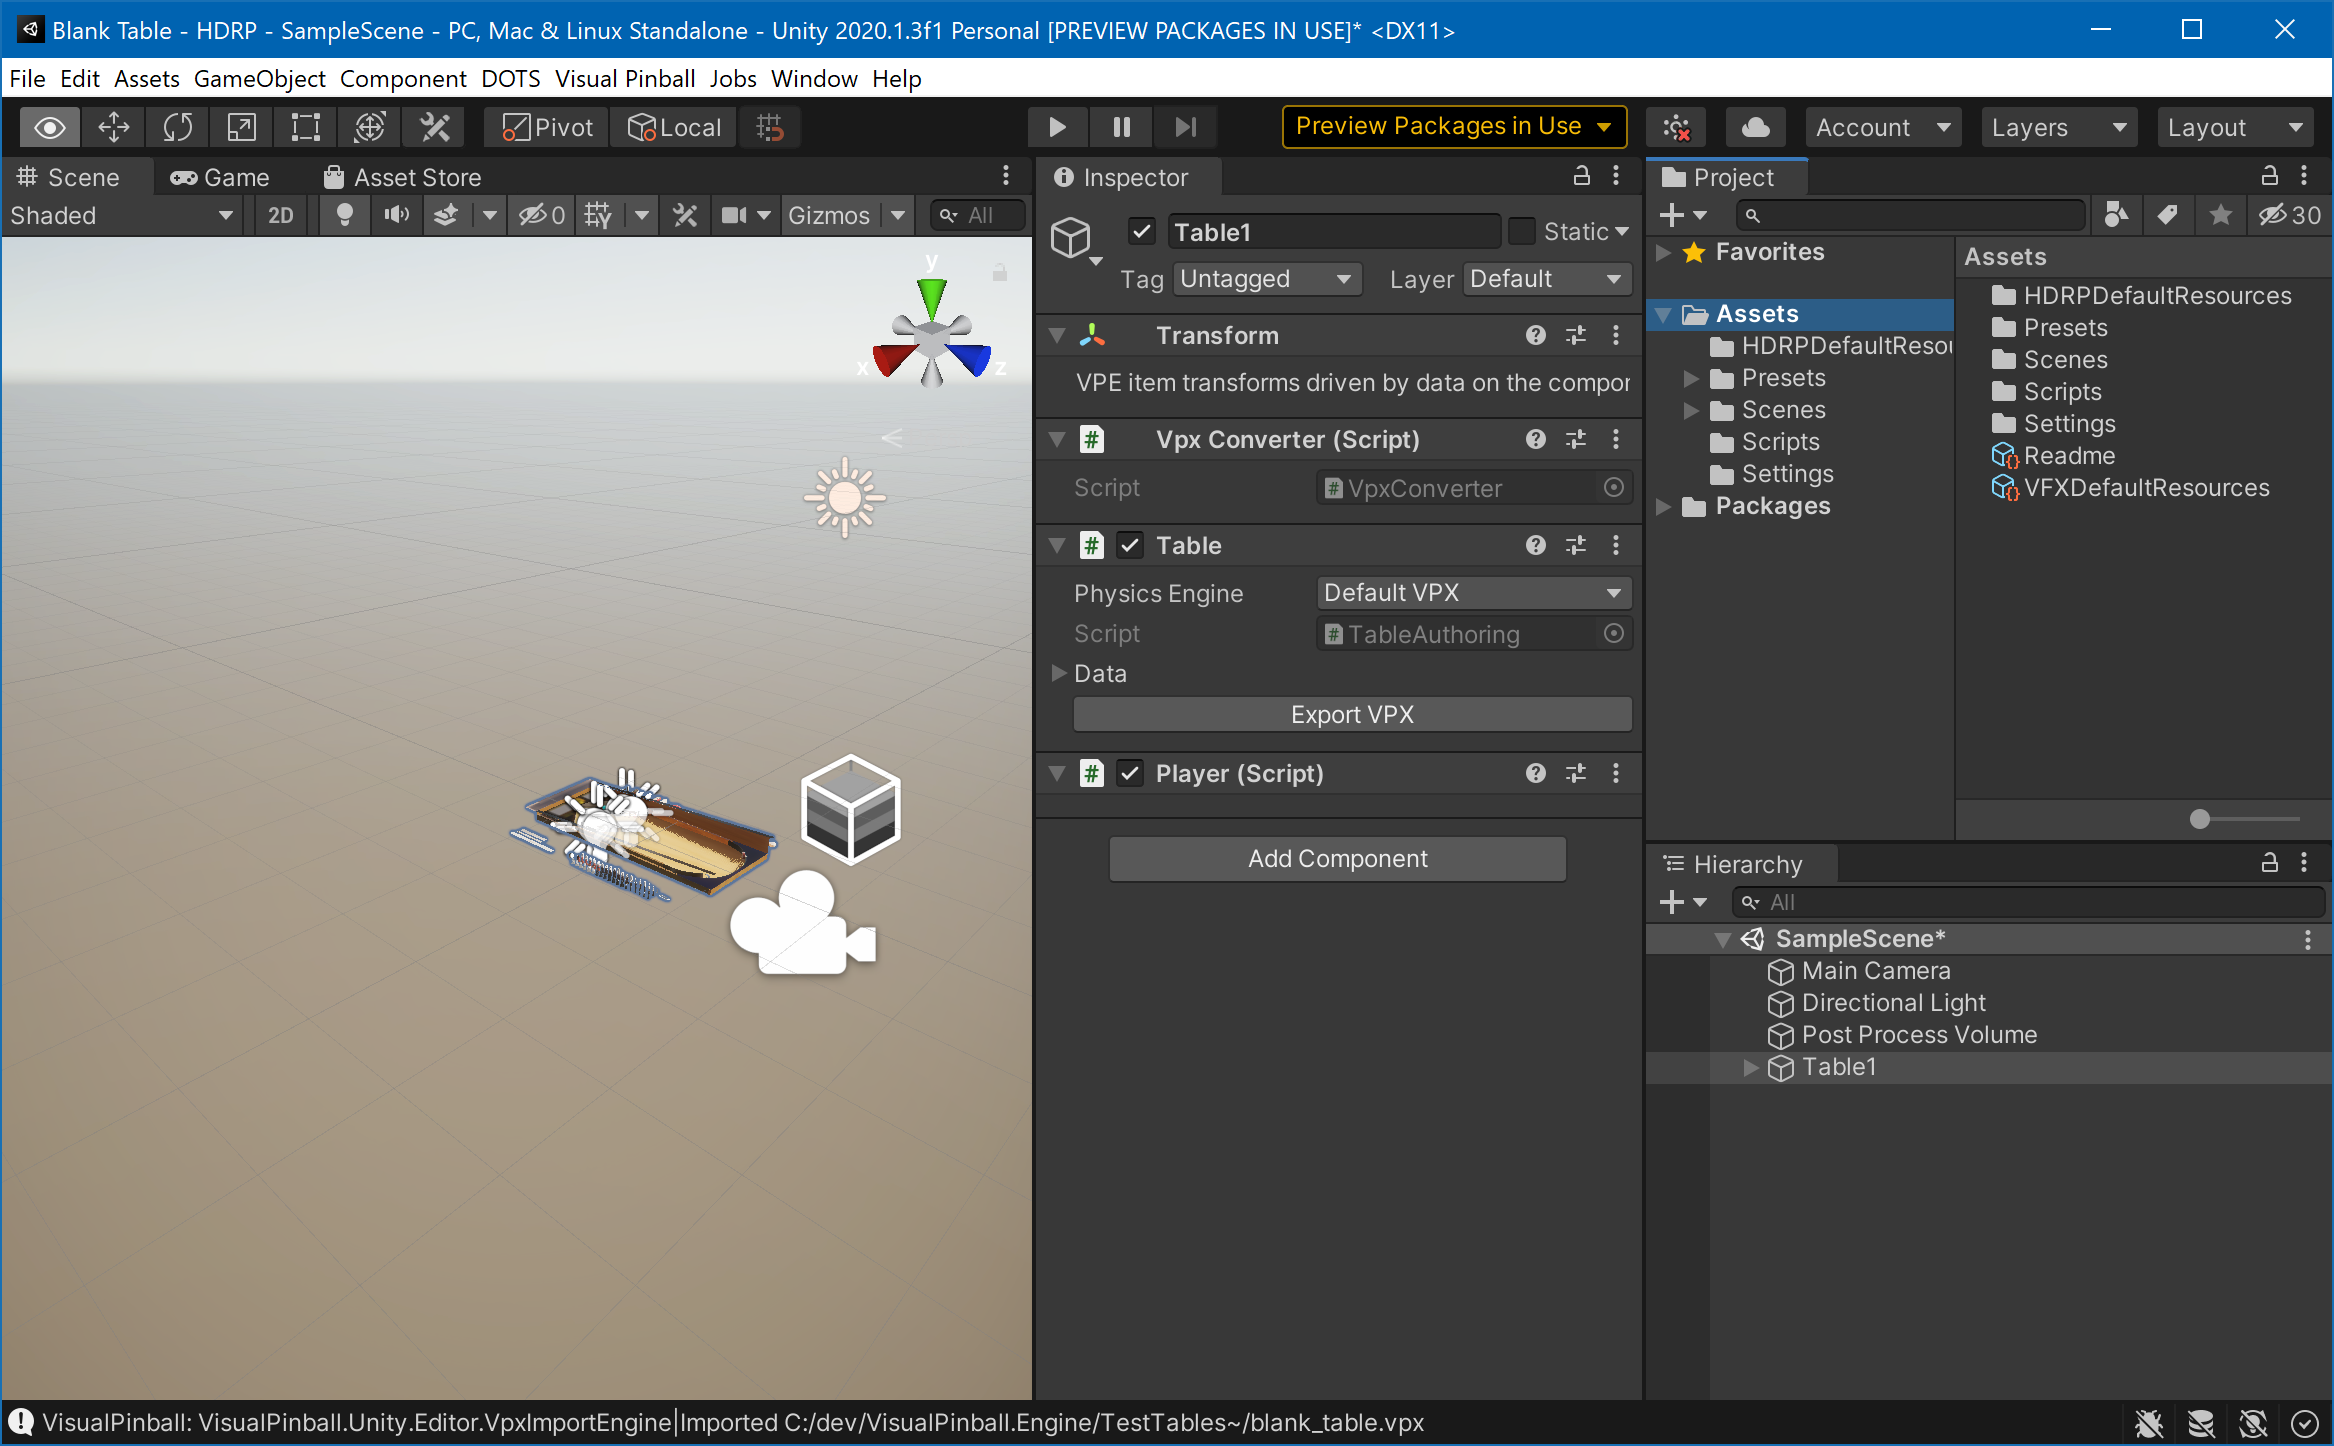 Blank Table - HDRP - SampleScene - PC, Mac & Linux Standalone - Unity 2020.1.3f1 Personal [PREVIEW PACKAGES IN USE]* <DX11>
File Edit Assets GameObject Component DOTS Visual Pinball Jobs Window Help
Pivot Local Preview Packages in Use Account Layers Layout
Scene Game Asset Store
Shaded 2D 0 Gizmos All
y
x z
Inspector
Table1 Static
Tag Untagged Layer Default
Transform
VPE item transforms driven by data on the compor
# Vpx Converter (Script)
Script # VpxConverter
# Table
Physics Engine Default VPX
Script # TableAuthoring
Data
Export VPX
# Player (Script)
Add Component
Project
30
Favorites
Assets
HDRPDefaultResou
Presets
Scenes
Scripts
Settings
Packages
Assets
HDRPDefaultResources
Presets
Scenes
Scripts
Settings
Readme
VFXDefaultResources
Hierarchy
All
SampleScene*
Main Camera
Directional Light
Post Process Volume
Table1
VisualPinball: VisualPinball.Unity.Editor.VpxImportEngine|Imported C:/dev/VisualPinball.Engine/TestTables~/blank_table.vpx